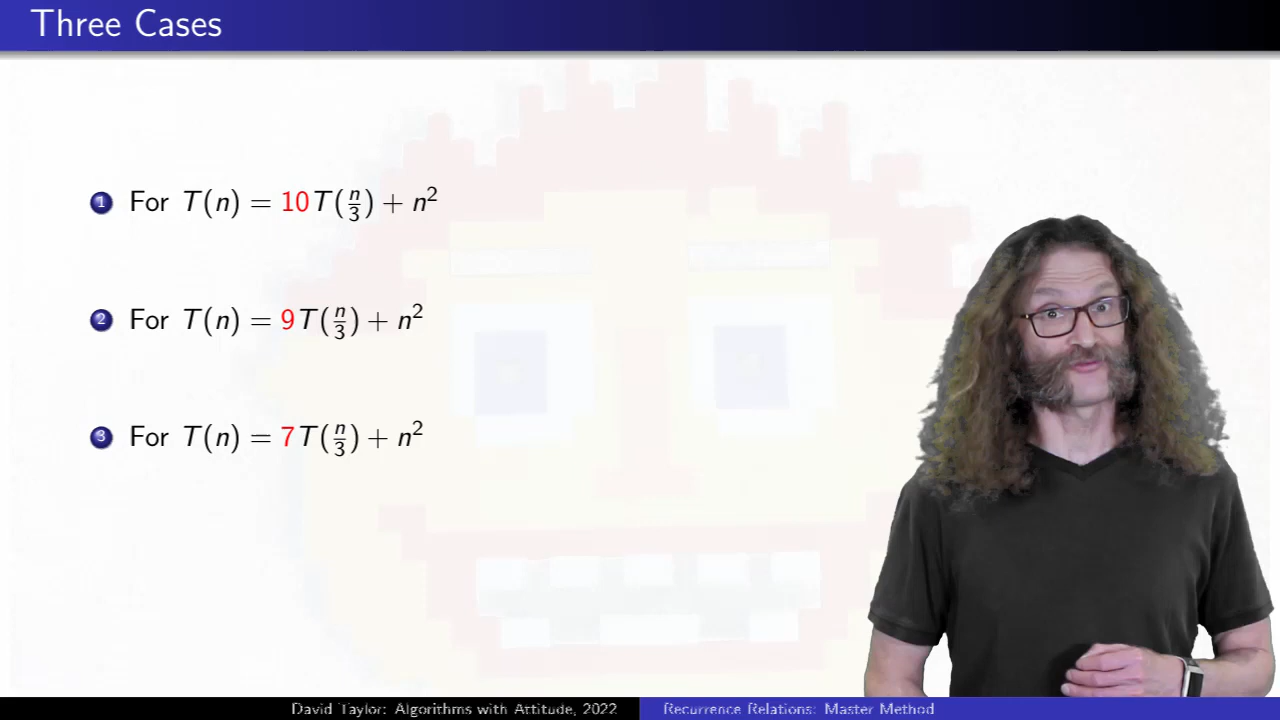 Three Cases
1 For T(n) = 10T(n/3) + n²
2 For T(n) = 9T(n/3) + n²
3 For T(n) = 7T(n/3) + n²
David Taylor: Algorithms with Attitude, 2022 Recurrence Relations: Master Method